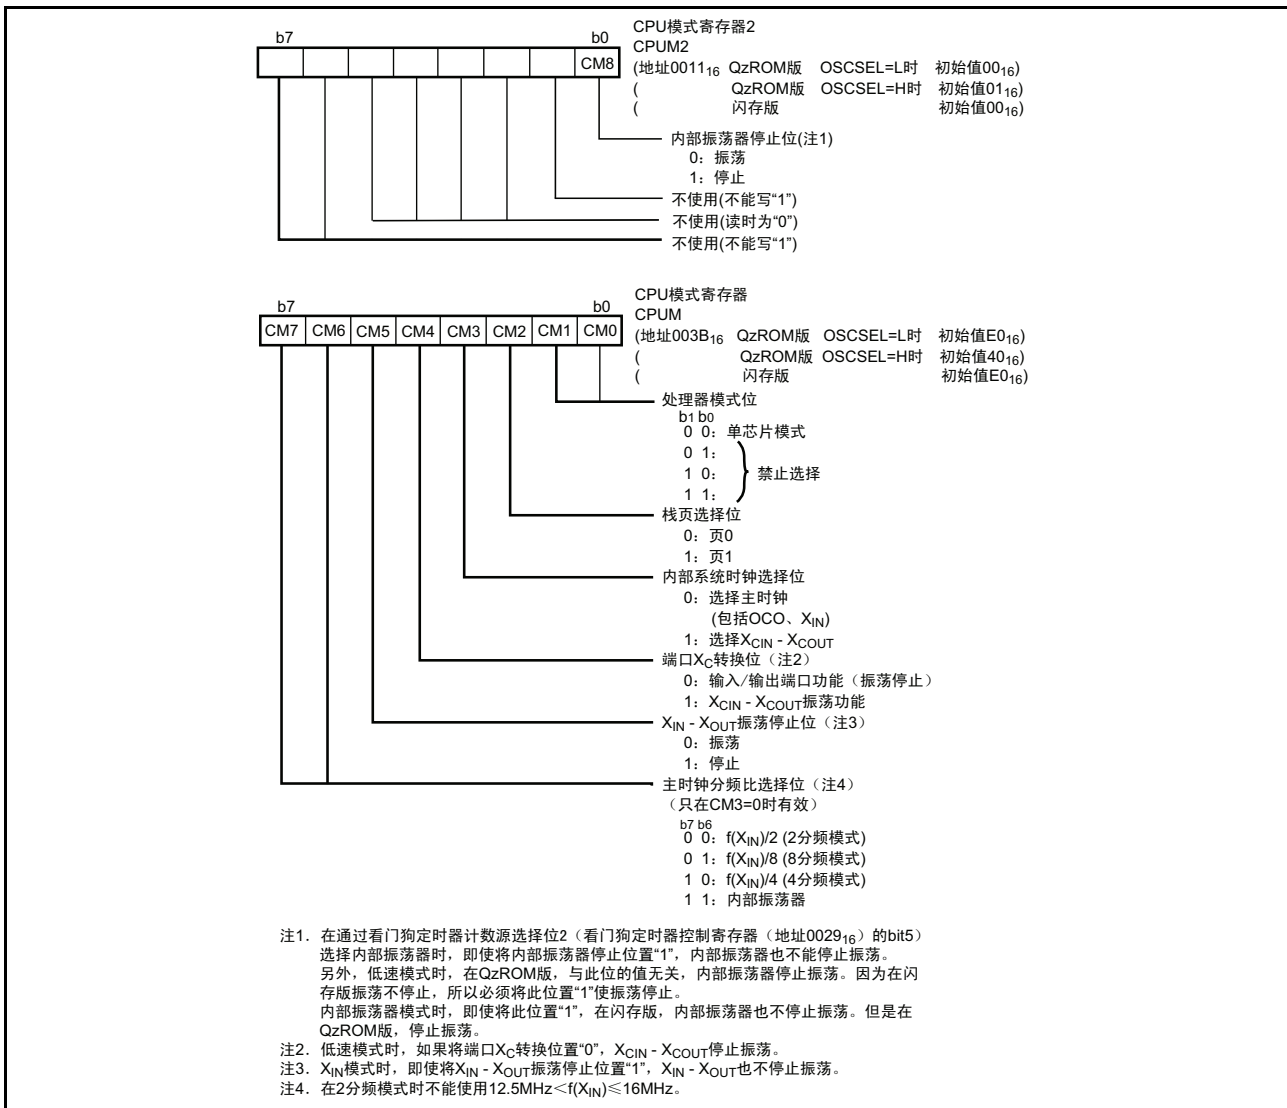 CPU模式寄存器2
b7 b0 CPUM2
CM8 (地址0011₁₆ QzROM版 OSCSEL=L时 初始值00₁₆)
( QzROM版 OSCSEL=H时 初始值01₁₆)
( 闪存版 初始值00₁₆)
内部振荡器停止位(注1)
0：振荡
1：停止
不使用(不能写“1”)
不使用(读时为“0”)
不使用(不能写“1”)
CPU模式寄存器
b7 b0 CPUM
CM7 CM6 CM5 CM4 CM3 CM2 CM1 CM0 (地址003B₁₆ QzROM版 OSCSEL=L时 初始值E0₁₆)
( QzROM版 OSCSEL=H时 初始值40₁₆)
( 闪存版 初始值E0₁₆)
处理器模式位
b1 b0
0 0：单芯片模式
0 1：
1 0： 禁止选择
1 1：
栈页选择位
0：页0
1：页1
内部系统时钟选择位
0：选择主时钟
(包括OCO、X_IN)
1：选择X_CIN - X_COUT
端口X_C转换位（注2）
0：输入/输出端口功能（振荡停止）
1：X_CIN - X_COUT振荡功能
X_IN - X_OUT振荡停止位（注3）
0：振荡
1：停止
主时钟分频比选择位（注4）
（只在CM3=0时有效）
b7 b6
0 0：f(X_IN)/2 (2分频模式)
0 1：f(X_IN)/8 (8分频模式)
1 0：f(X_IN)/4 (4分频模式)
1 1：内部振荡器
注1．在通过看门狗定时器计数源选择位2（看门狗定时器控制寄存器（地址0029₁₆）的bit5）
选择内部振荡器时，即使将内部振荡器停止位置“1”，内部振荡器也不能停止振荡。
另外，低速模式时，在QzROM版，与此位的值无关，内部振荡器停止振荡。因为在闪
存版振荡不停止，所以必须将此位置“1”使振荡停止。
内部振荡器模式时，即使将此位置“1”，在闪存版，内部振荡器也不停止振荡。但是在
QzROM版，停止振荡。
注2．低速模式时，如果将端口X_C转换位置“0”，X_CIN - X_COUT停止振荡。
注3．X_IN模式时，即使将X_IN - X_OUT振荡停止位置“1”，X_IN - X_OUT也不停止振荡。
注4．在2分频模式时不能使用12.5MHz＜f(X_IN)≦16MHz。